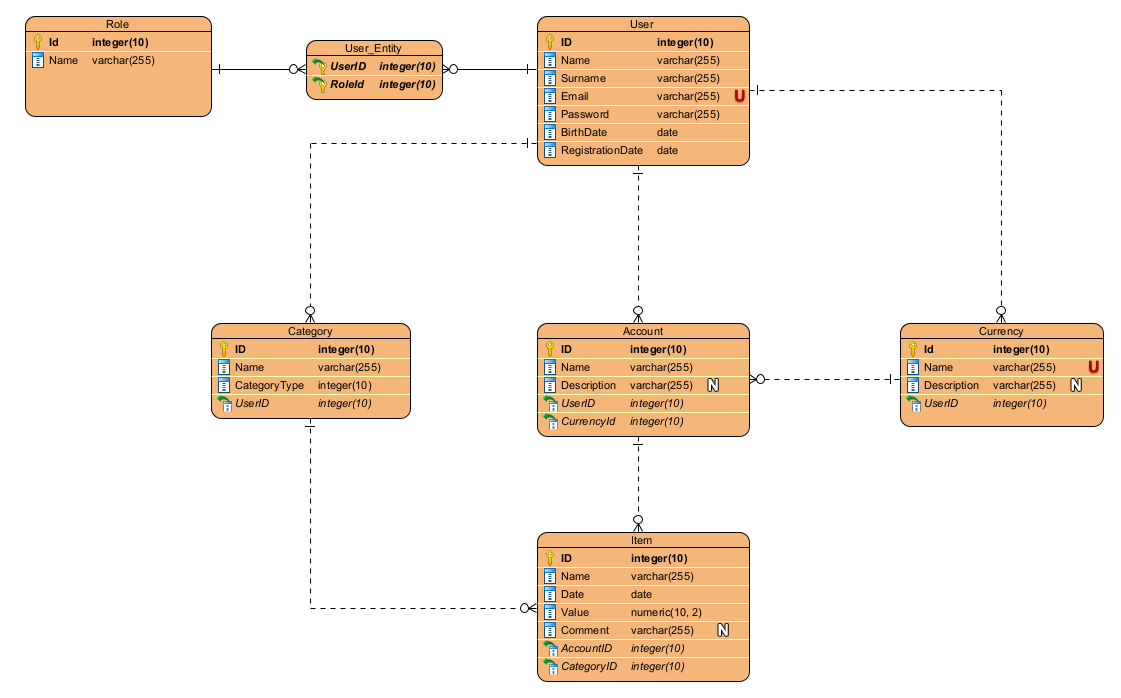 Role
Id integer(10)
Name varchar(255)
User_Entity
UserID integer(10)
RoleId integer(10)
User
ID integer(10)
Name varchar(255)
Surname varchar(255)
Email varchar(255) U
Password varchar(255)
BirthDate date
RegistrationDate date
Category
ID integer(10)
Name varchar(255)
CategoryType integer(10)
UserID integer(10)
Account
ID integer(10)
Name varchar(255)
Description varchar(255) N
UserID integer(10)
CurrencyId integer(10)
Currency
Id integer(10)
Name varchar(255) U
Description varchar(255) N
UserID integer(10)
Item
ID integer(10)
Name varchar(255)
Date date
Value numeric(10, 2)
Comment varchar(255) N
AccountID integer(10)
CategoryID integer(10)